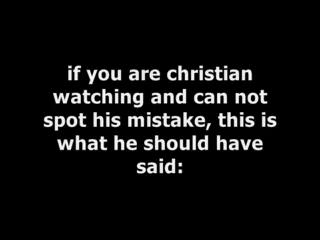 if you are christian
watching and can not
spot his mistake, this is
what he should have
said: